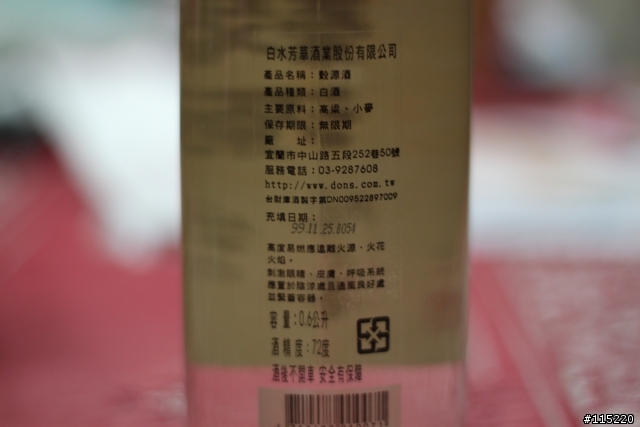 白水芳華酒業股份有限公司
產品名稱：穀源酒
產品種類：白酒
主要原料：高梁、小麥
保存期限：無限期
廠　　址：
宜蘭市中山路五段252巷50號
服務電話：03-9287608
http://www.dons.com.tw
台財庫酒製字第DN009522897009
充填日期：
99.11.25.805A
高度易燃應遠離火源、火花
火焰。
刺激眼睛、皮膚、呼吸系統
應置於陰涼處且通風良好處
並緊蓋容器。
容量：0.6公升
酒精度：72度
酒後不開車 安全有保障
#115220